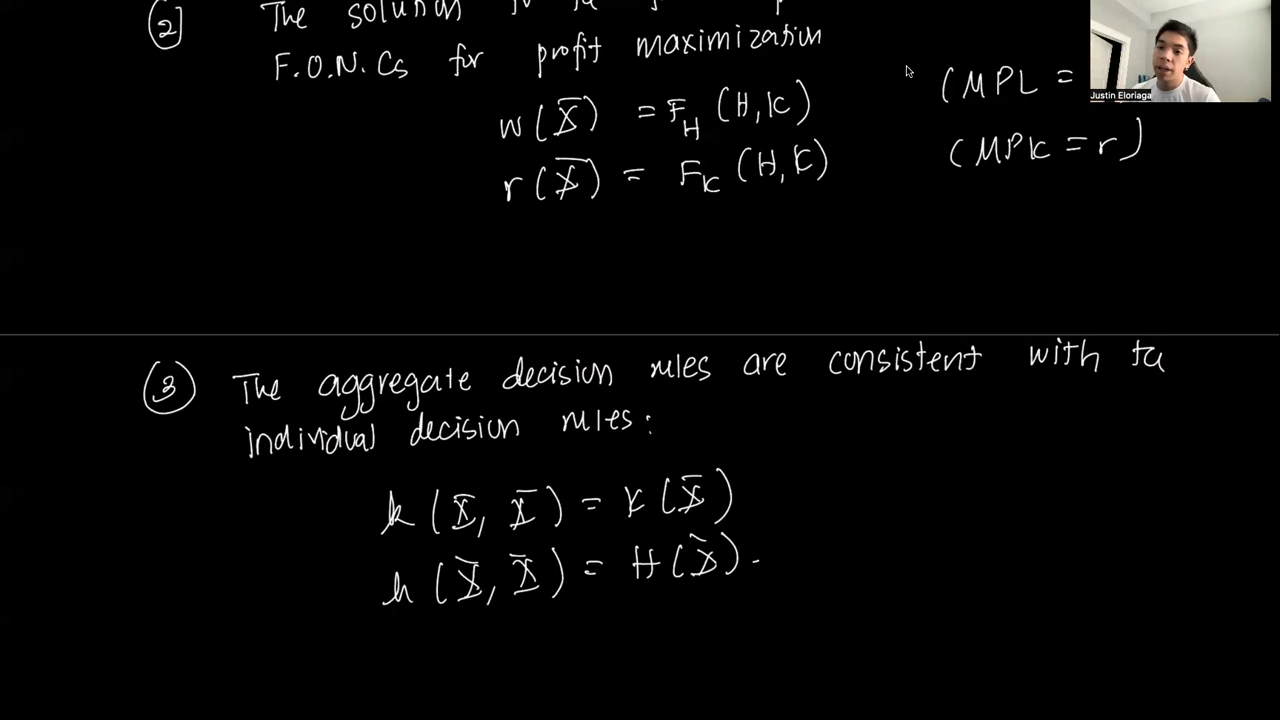 ② The solution
F.O.N.Cs for profit maximization
w(X̄) = F_H (H,K) (MPL =
r(X̄) = F_K (H,K) (MPK = r)
Justin Eloriaga
③ The aggregate decision rules are consistent with
individual decision rules:
k(X̄, X̄) = K(X̄)
h(X̄, X̄) = H(X̄).